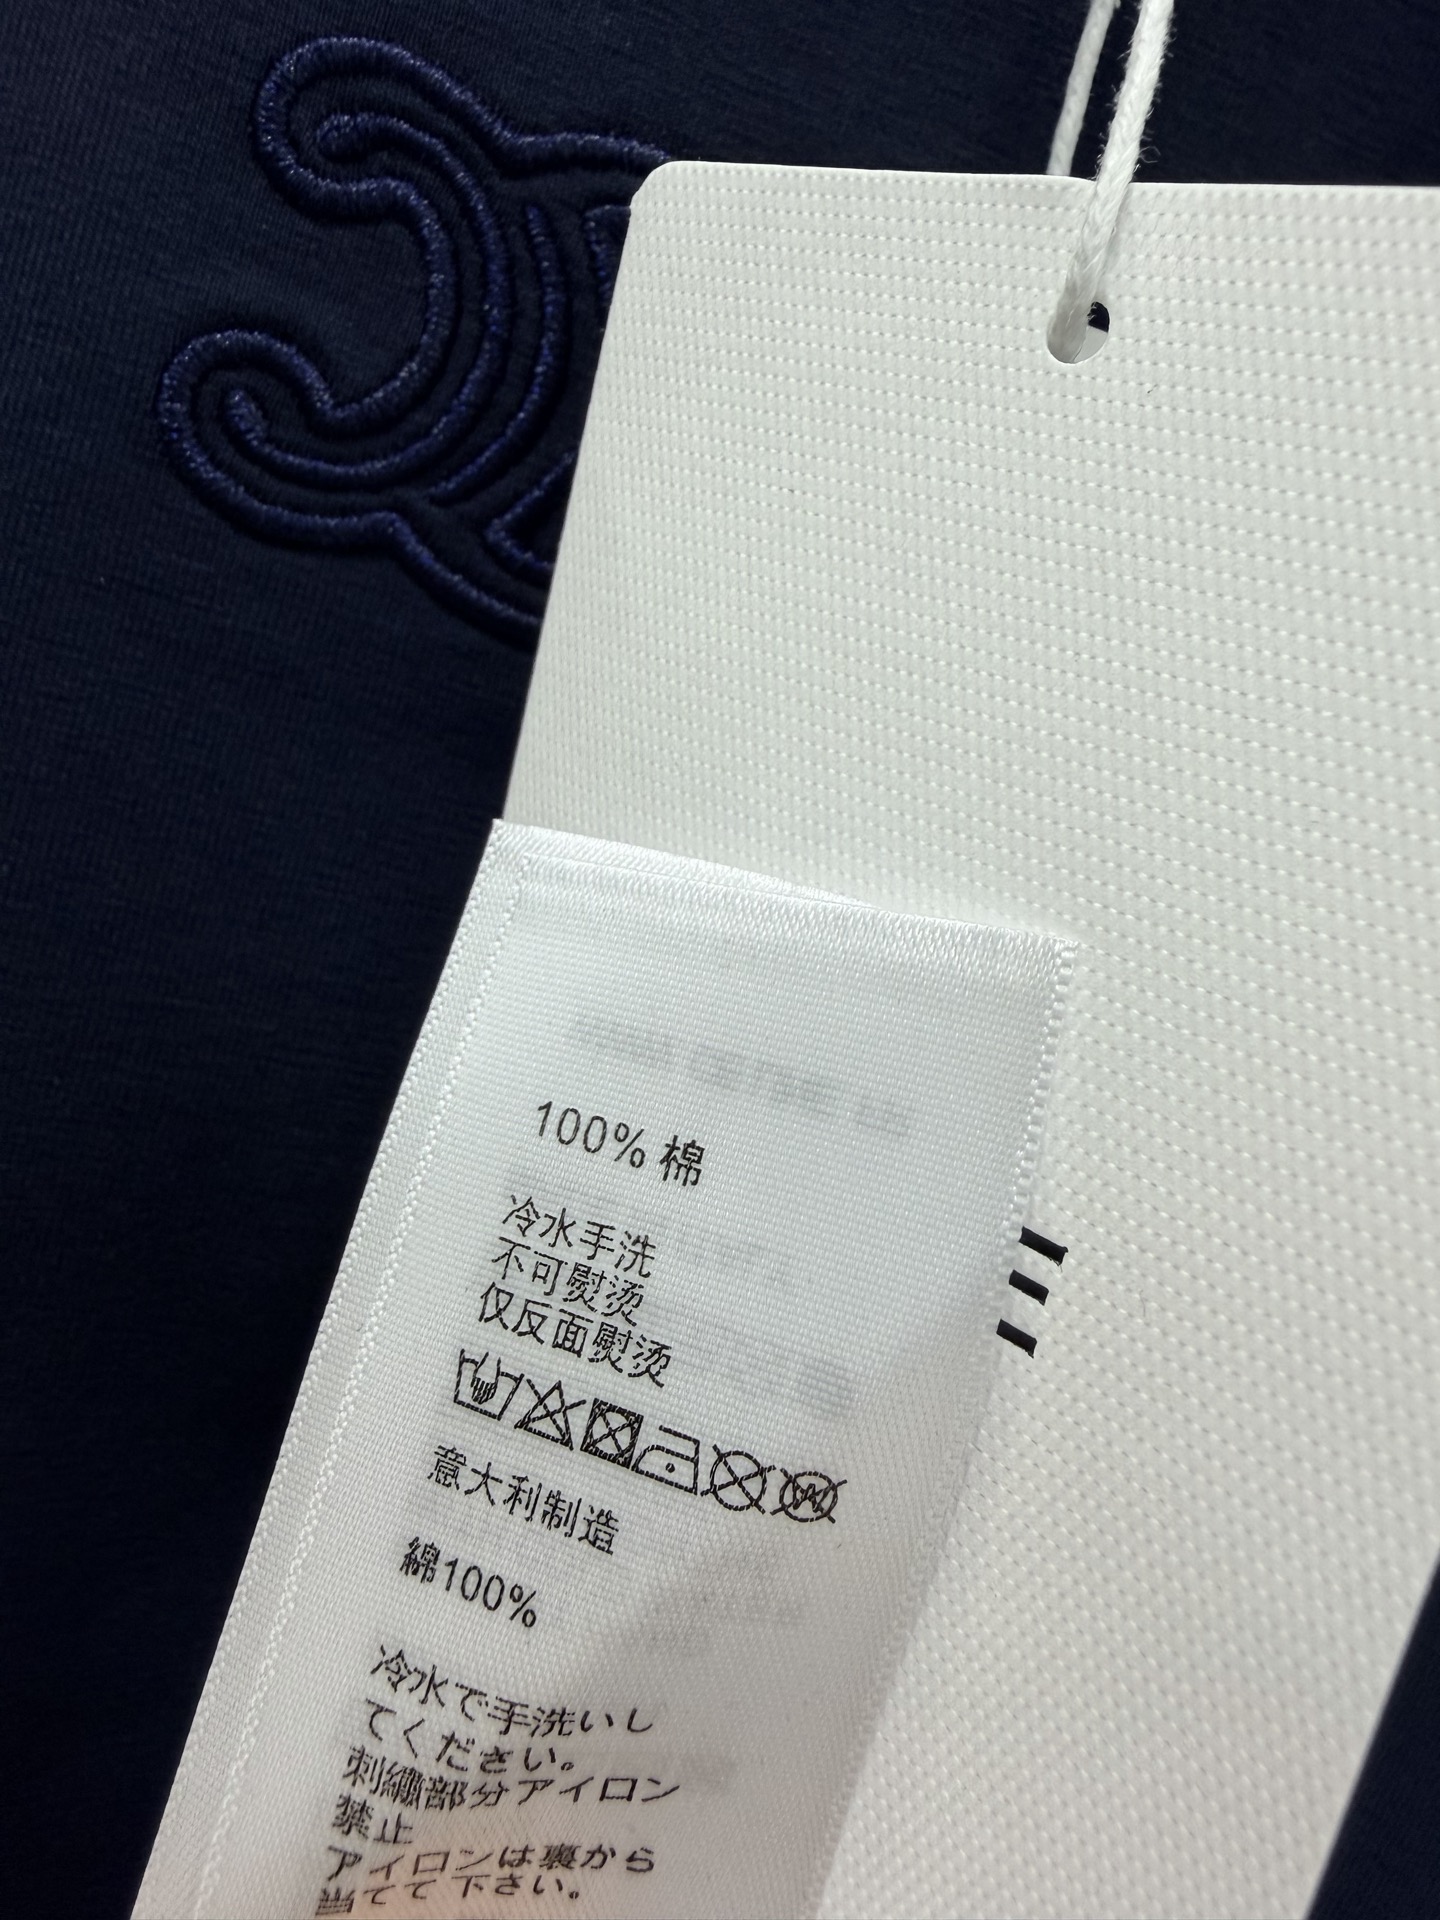 100% 棉
冷水手洗
不可熨烫
仅反面熨烫
意大利制造
綿100%
冷水で手洗いし
てください。
刺繍部分アイロン
禁止
アイロンは裏から
当てて下さい。